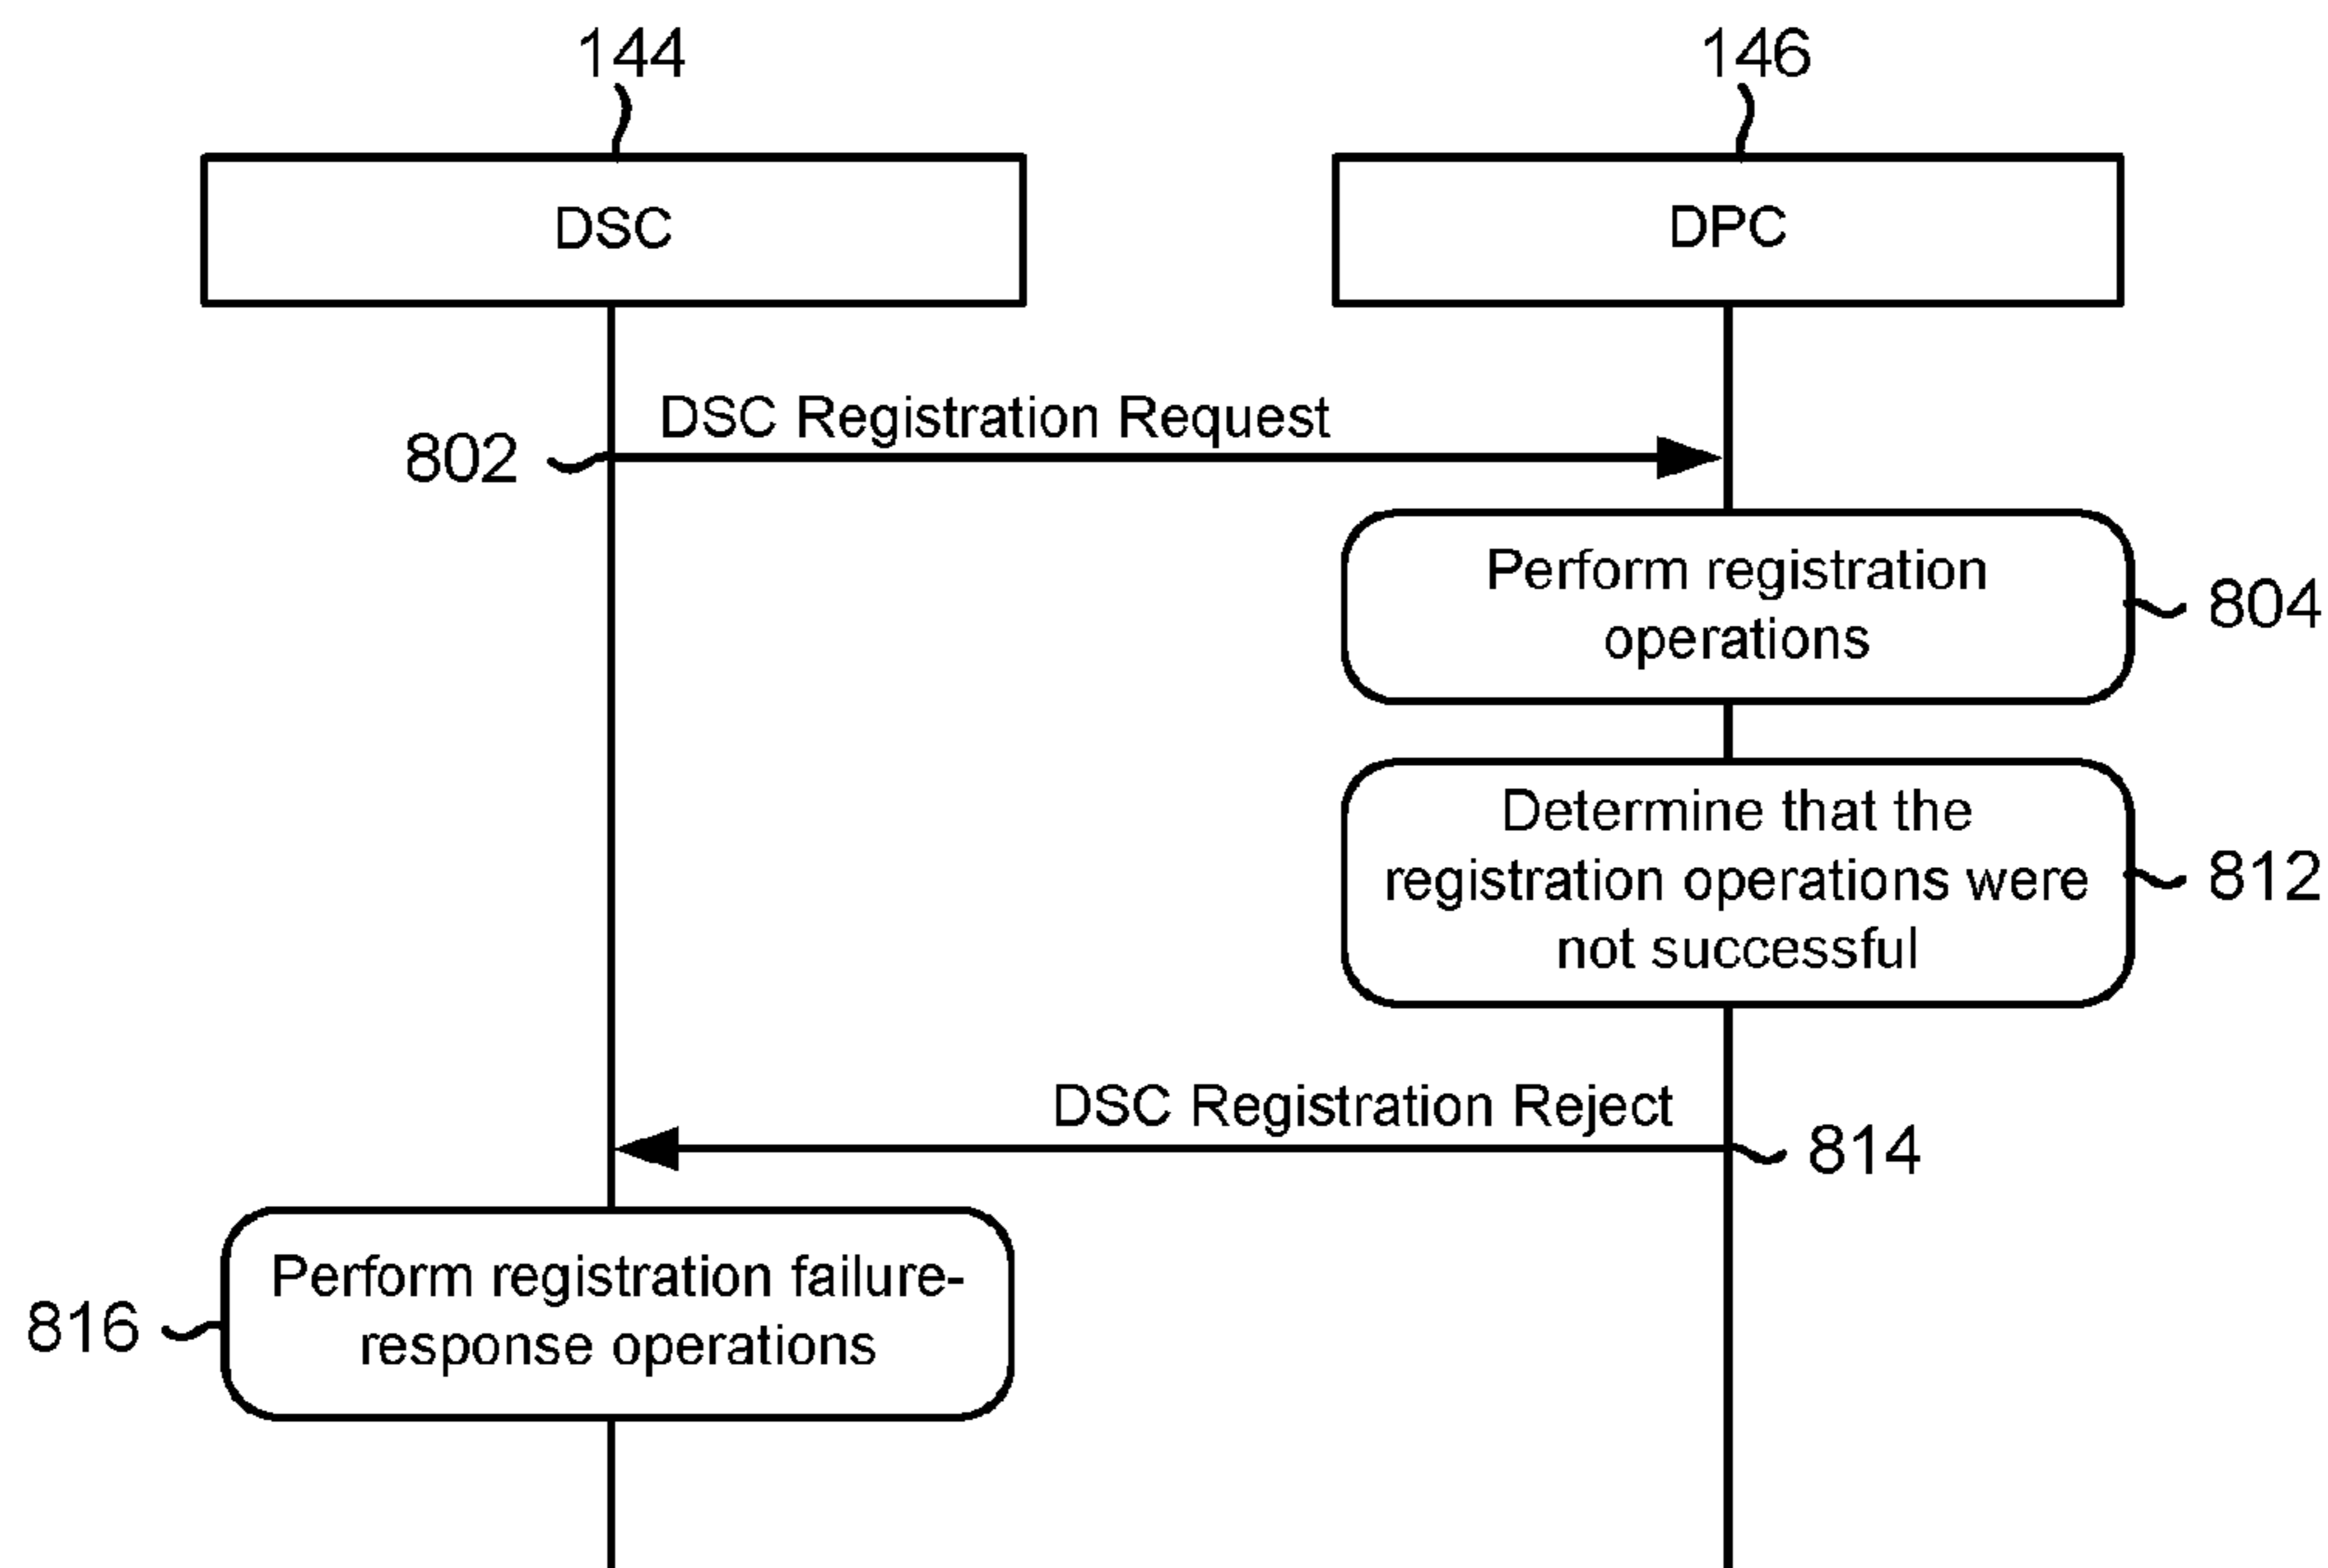 144
146
DSC
DPC
DSC Registration Request
802
Perform registration
operations
804
Determine that the
registration operations were
not successful
812
DSC Registration Reject
814
Perform registration failure-
response operations
816